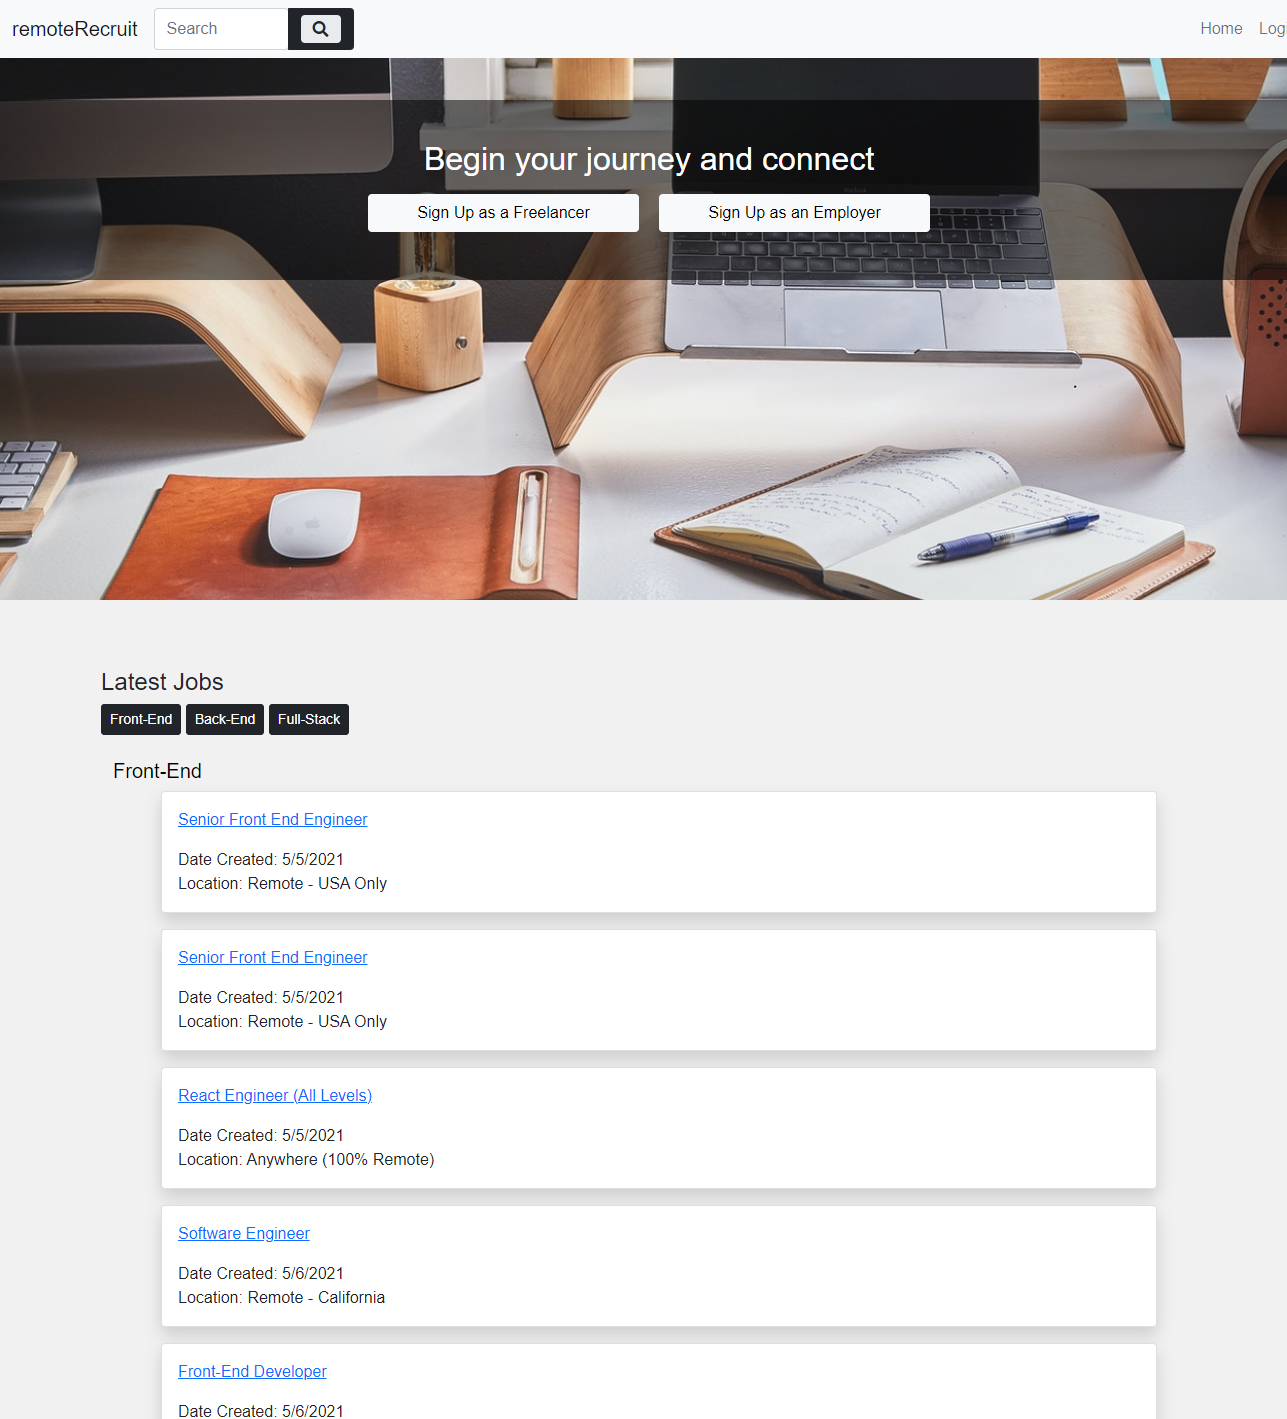 remoteRecruit Search Home Log
Begin your journey and connect
Sign Up as a Freelancer Sign Up as an Employer
Latest Jobs
Front-End Back-End Full-Stack
Front-End
Senior Front End Engineer
Date Created: 5/5/2021
Location: Remote - USA Only
Senior Front End Engineer
Date Created: 5/5/2021
Location: Remote - USA Only
React Engineer (All Levels)
Date Created: 5/5/2021
Location: Anywhere (100% Remote)
Software Engineer
Date Created: 5/6/2021
Location: Remote - California
Front-End Developer
Date Created: 5/6/2021